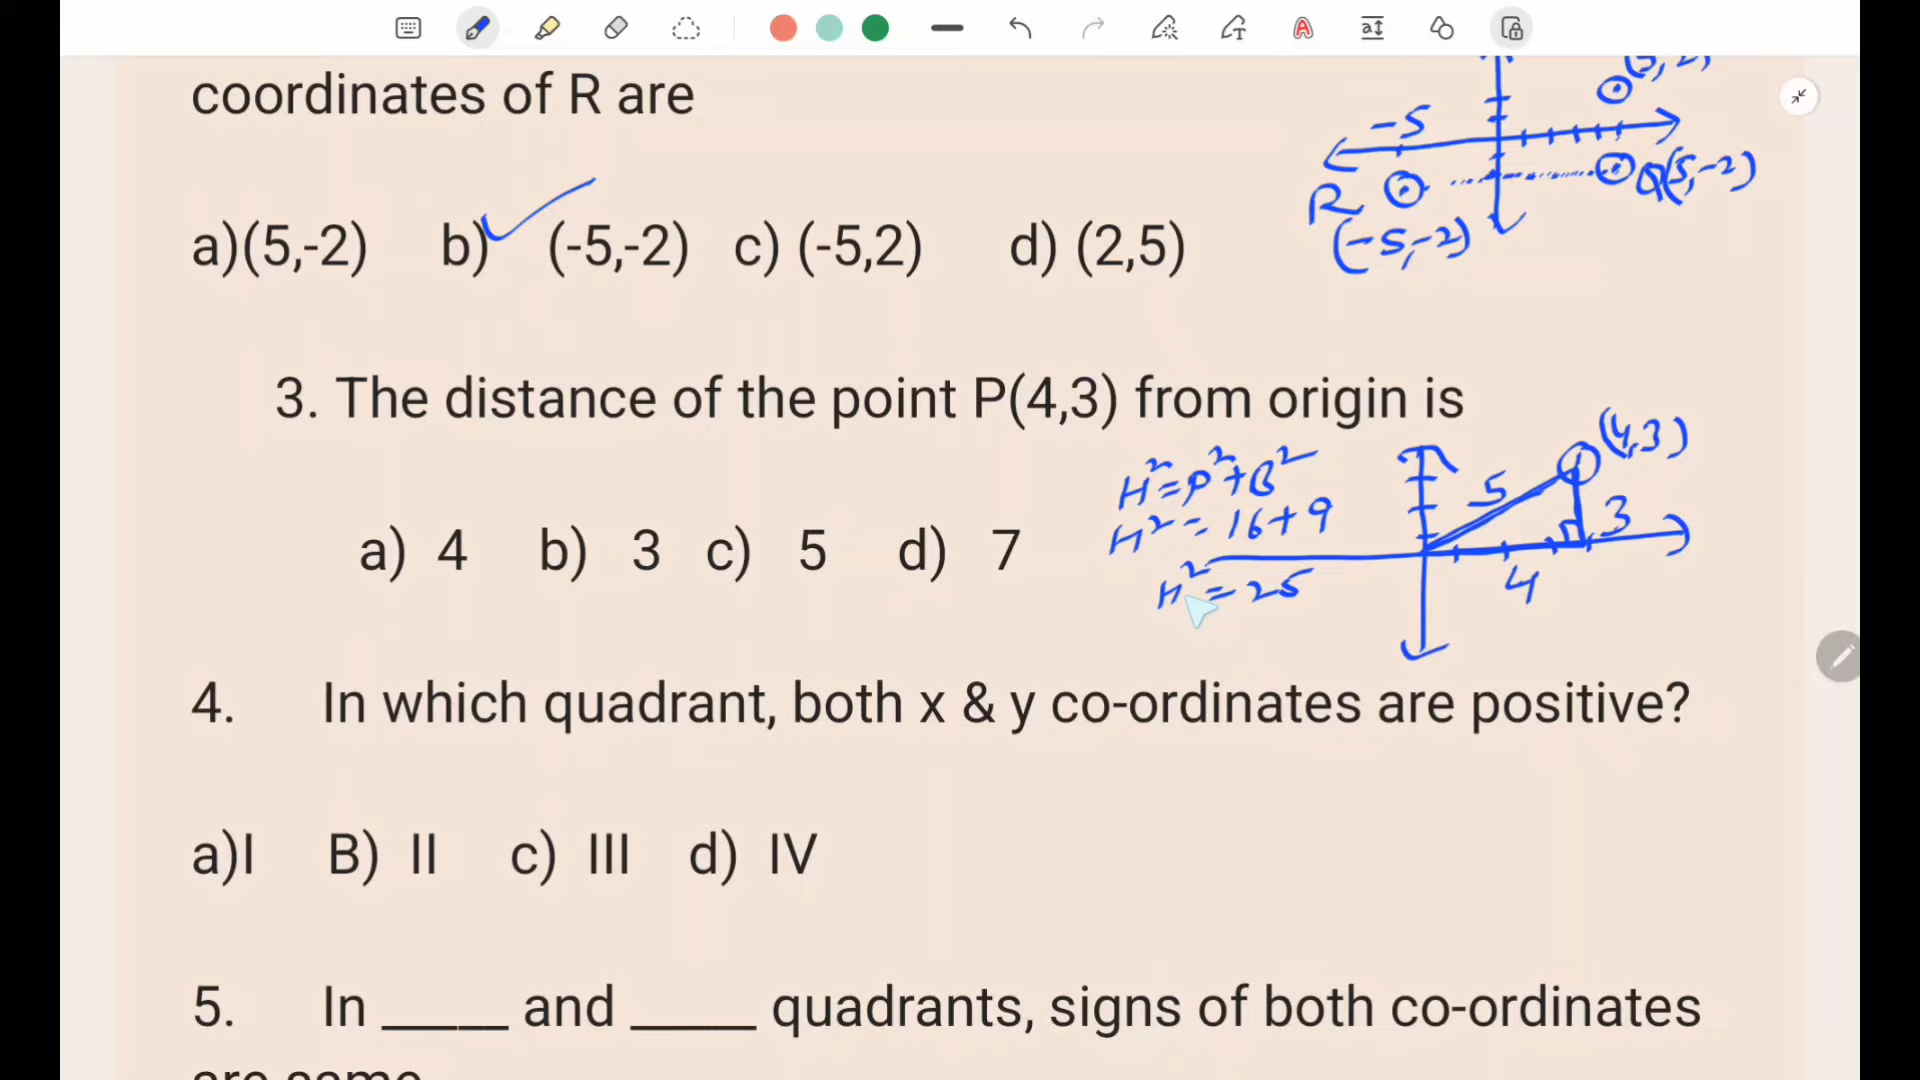 coordinates of R are
-5
Q(5,-2)
R
(-5,-2)
a)(5,-2) b) (-5,-2) c) (-5,2) d) (2,5)
3. The distance of the point P(4,3) from origin is
(4,3)
H²=P²+B²
5
H²=16+9
3
a) 4 b) 3 c) 5 d) 7
H²=25
4
4. In which quadrant, both x & y co-ordinates are positive?
a)I B) II c) III d) IV
5. In _____ and _____ quadrants, signs of both co-ordinates
are same